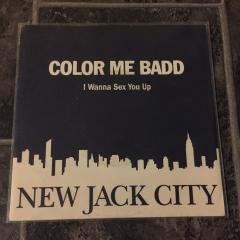 COLOR ME BADD
I Wanna Sex You Up
NEW JACK CITY